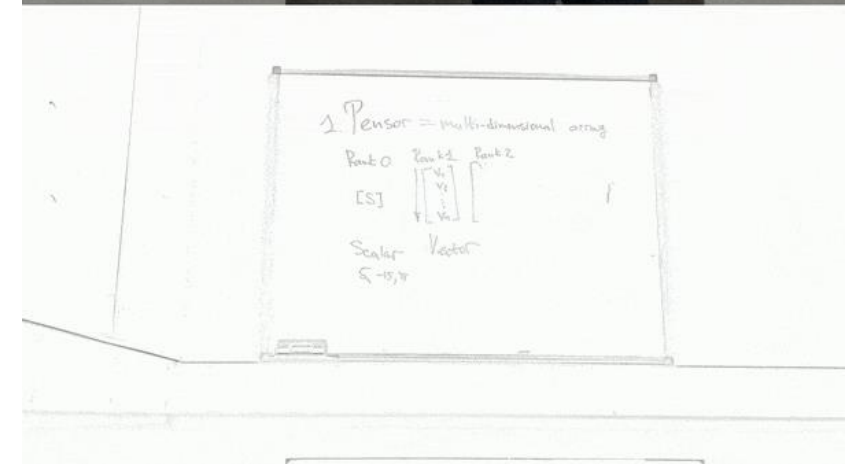 1 Tensor = multi-dimensional array
Rank 0 Rank 1 Rank 2
[S] [V₁ V₂ ⋮ Vₙ] [
Scalar Vector
5, -15, π